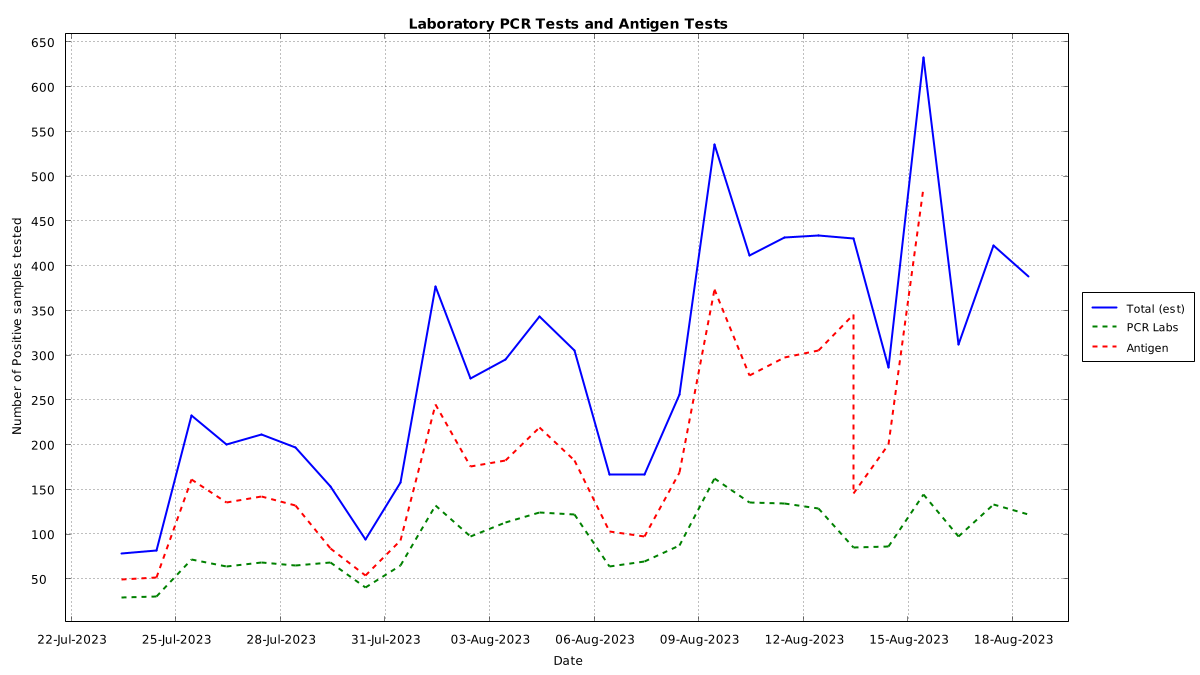 Laboratory PCR Tests and Antigen Tests
650
600
550
500
450
400
350
300
250
200
150
100
50
Number of Positive samples tested
22-Jul-2023 25-Jul-2023 28-Jul-2023 31-Jul-2023 03-Aug-2023 06-Aug-2023 09-Aug-2023 12-Aug-2023 15-Aug-2023 18-Aug-2023
Date
Total (est)
PCR Labs
Antigen